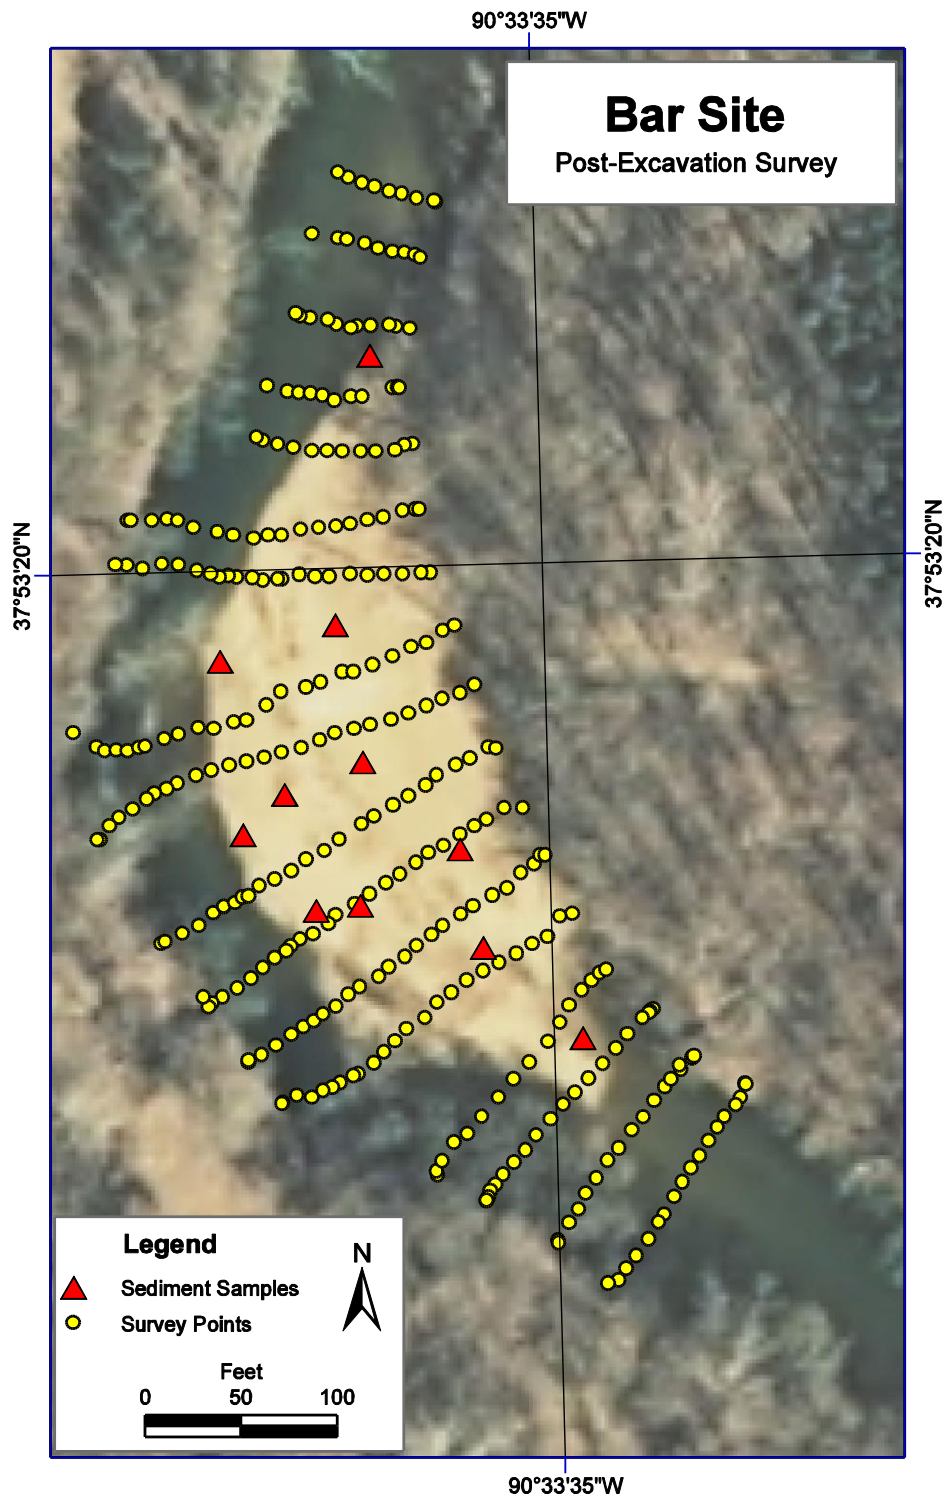 90°33'35"W
Bar Site
Post-Excavation Survey
37°53'20"N
37°53'20"N
Legend
N
Sediment Samples
Survey Points
Feet
0 50 100
90°33'35"W